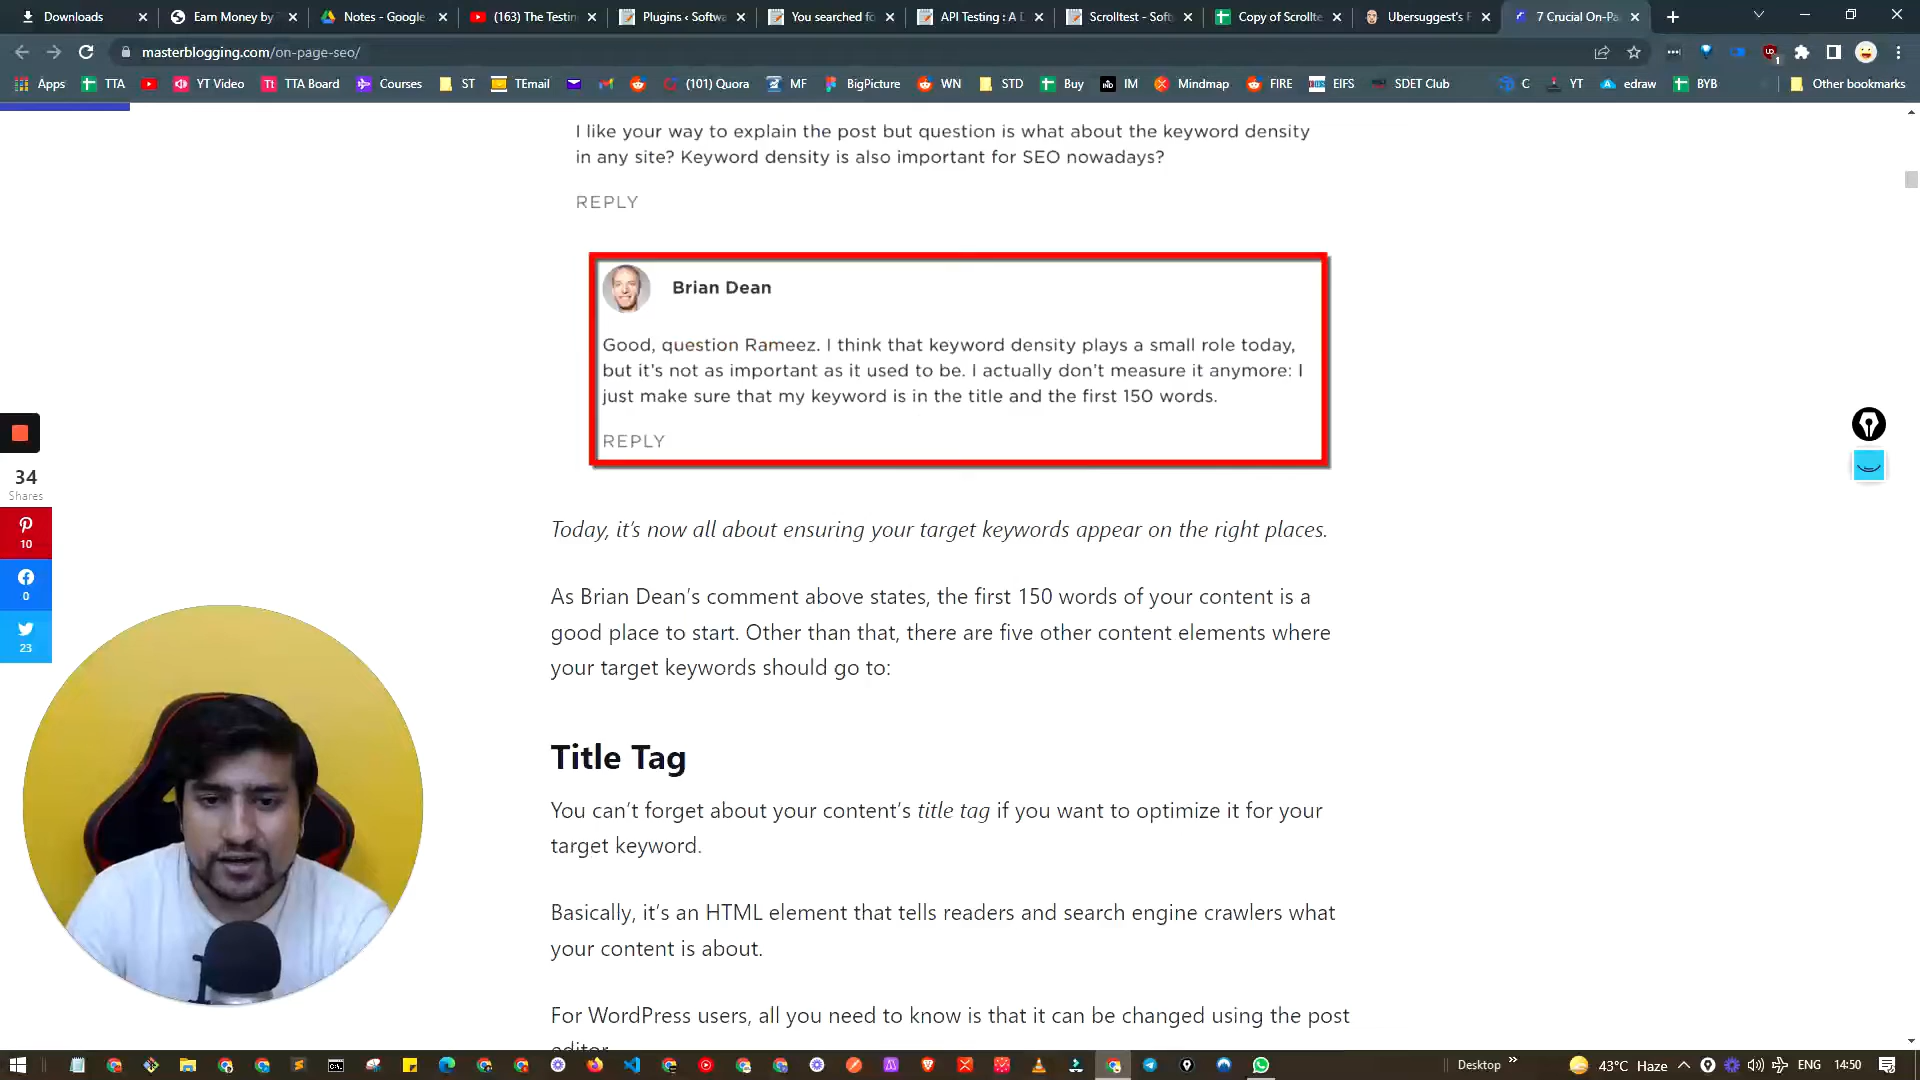 Downloads
Earn Money by
Notes - Google
(163) The Testin
Plugins ‹ Softwa
You searched fo
API Testing : A D
Scrolltest - Soft
Copy of Scrollte
Ubersuggest's F
7 Crucial On-Pa
masterblogging.com/on-page-seo/
Apps
TTA
YT Video
TTA Board
Courses
ST
TEmail
(101) Quora
MF
BigPicture
WN
STD
Buy
IM
Mindmap
FIRE
EIFS
SDET Club
C
YT
edraw
BYB
Other bookmarks
I like your way to explain the post but question is what about the keyword density
in any site? Keyword density is also important for SEO nowadays?
REPLY
Brian Dean
Good, question Rameez. I think that keyword density plays a small role today,
but it's not as important as it used to be. I actually don't measure it anymore: I
just make sure that my keyword is in the title and the first 150 words.
REPLY
34
Shares
10
0
23
Today, it's now all about ensuring your target keywords appear on the right places.
As Brian Dean's comment above states, the first 150 words of your content is a
good place to start. Other than that, there are five other content elements where
your target keywords should go to:
Title Tag
You can't forget about your content's title tag if you want to optimize it for your
target keyword.
Basically, it's an HTML element that tells readers and search engine crawlers what
your content is about.
For WordPress users, all you need to know is that it can be changed using the post
editor.
Desktop
43°C Haze
ENG
14:50